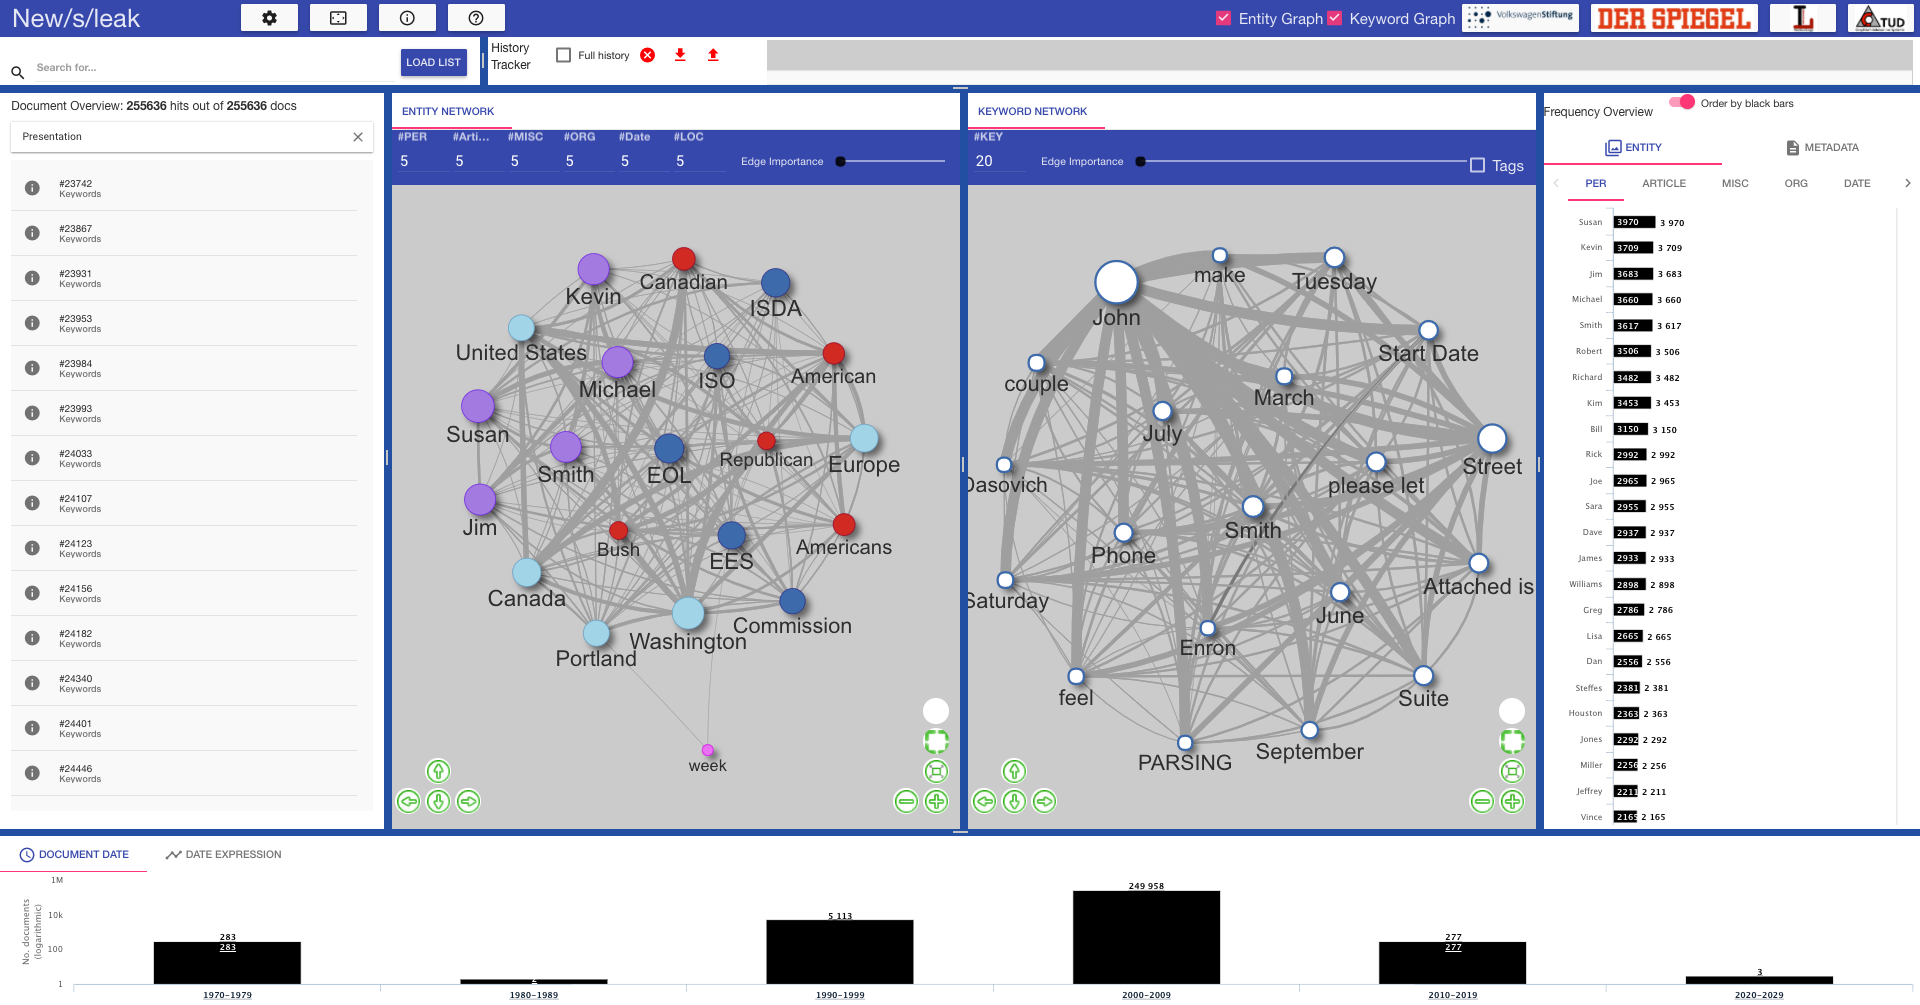 New/s/leak
Entity Graph
Keyword Graph
VolkswagenStiftung
DER SPIEGEL
L
TUD
Search for...
LOAD LIST
History
Tracker
Full history
Document Overview: 255636 hits out of 255636 docs
Presentation
#23742
Keywords
#23867
Keywords
#23931
Keywords
#23953
Keywords
#23984
Keywords
#23993
Keywords
#24033
Keywords
#24107
Keywords
#24123
Keywords
#24156
Keywords
#24182
Keywords
#24340
Keywords
#24401
Keywords
#24446
Keywords
ENTITY NETWORK
#PER #Arti... #MISC #ORG #Date #LOC
5 5 5 5 5 5 Edge Importance
Kevin
Canadian
ISDA
United States
Michael
ISO
American
Susan
Smith
EOL
Republican
Europe
Jim
Bush
EES
Americans
Canada
Commission
Washington
Portland
week
KEYWORD NETWORK
#KEY
20 Edge Importance Tags
make
Tuesday
John
Start Date
couple
March
July
Street
Dasovich
please let
Smith
Phone
Attached is
Saturday
June
Enron
feel
Suite
September
PARSING
Frequency Overview
Order by black bars
ENTITY METADATA
PER ARTICLE MISC ORG DATE
Susan 3970 3 970
Kevin 3709 3 709
Jim 3683 3 683
Michael 3660 3 660
Smith 3617 3 617
Robert 3506 3 506
Richard 3482 3 482
Kim 3453 3 453
Bill 3150 3 150
Rick 2992 2 992
Joe 2965 2 965
Sara 2955 2 955
Dave 2937 2 937
James 2933 2 933
Williams 2898 2 898
Greg 2786 2 786
Lisa 2665 2 665
Dan 2556 2 556
Steffes 2381 2 381
Houston 2363 2 363
Jones 2292 2 292
Miller 2256 2 256
Jeffrey 2211 2 211
Vince 2165 2 165
DOCUMENT DATE DATE EXPRESSION
No. documents
(logarithmic)
1M
10k
100
1
283
283
5 113
249 958
277
277
3
1970-1979 1980-1989 1990-1999 2000-2009 2010-2019 2020-2029